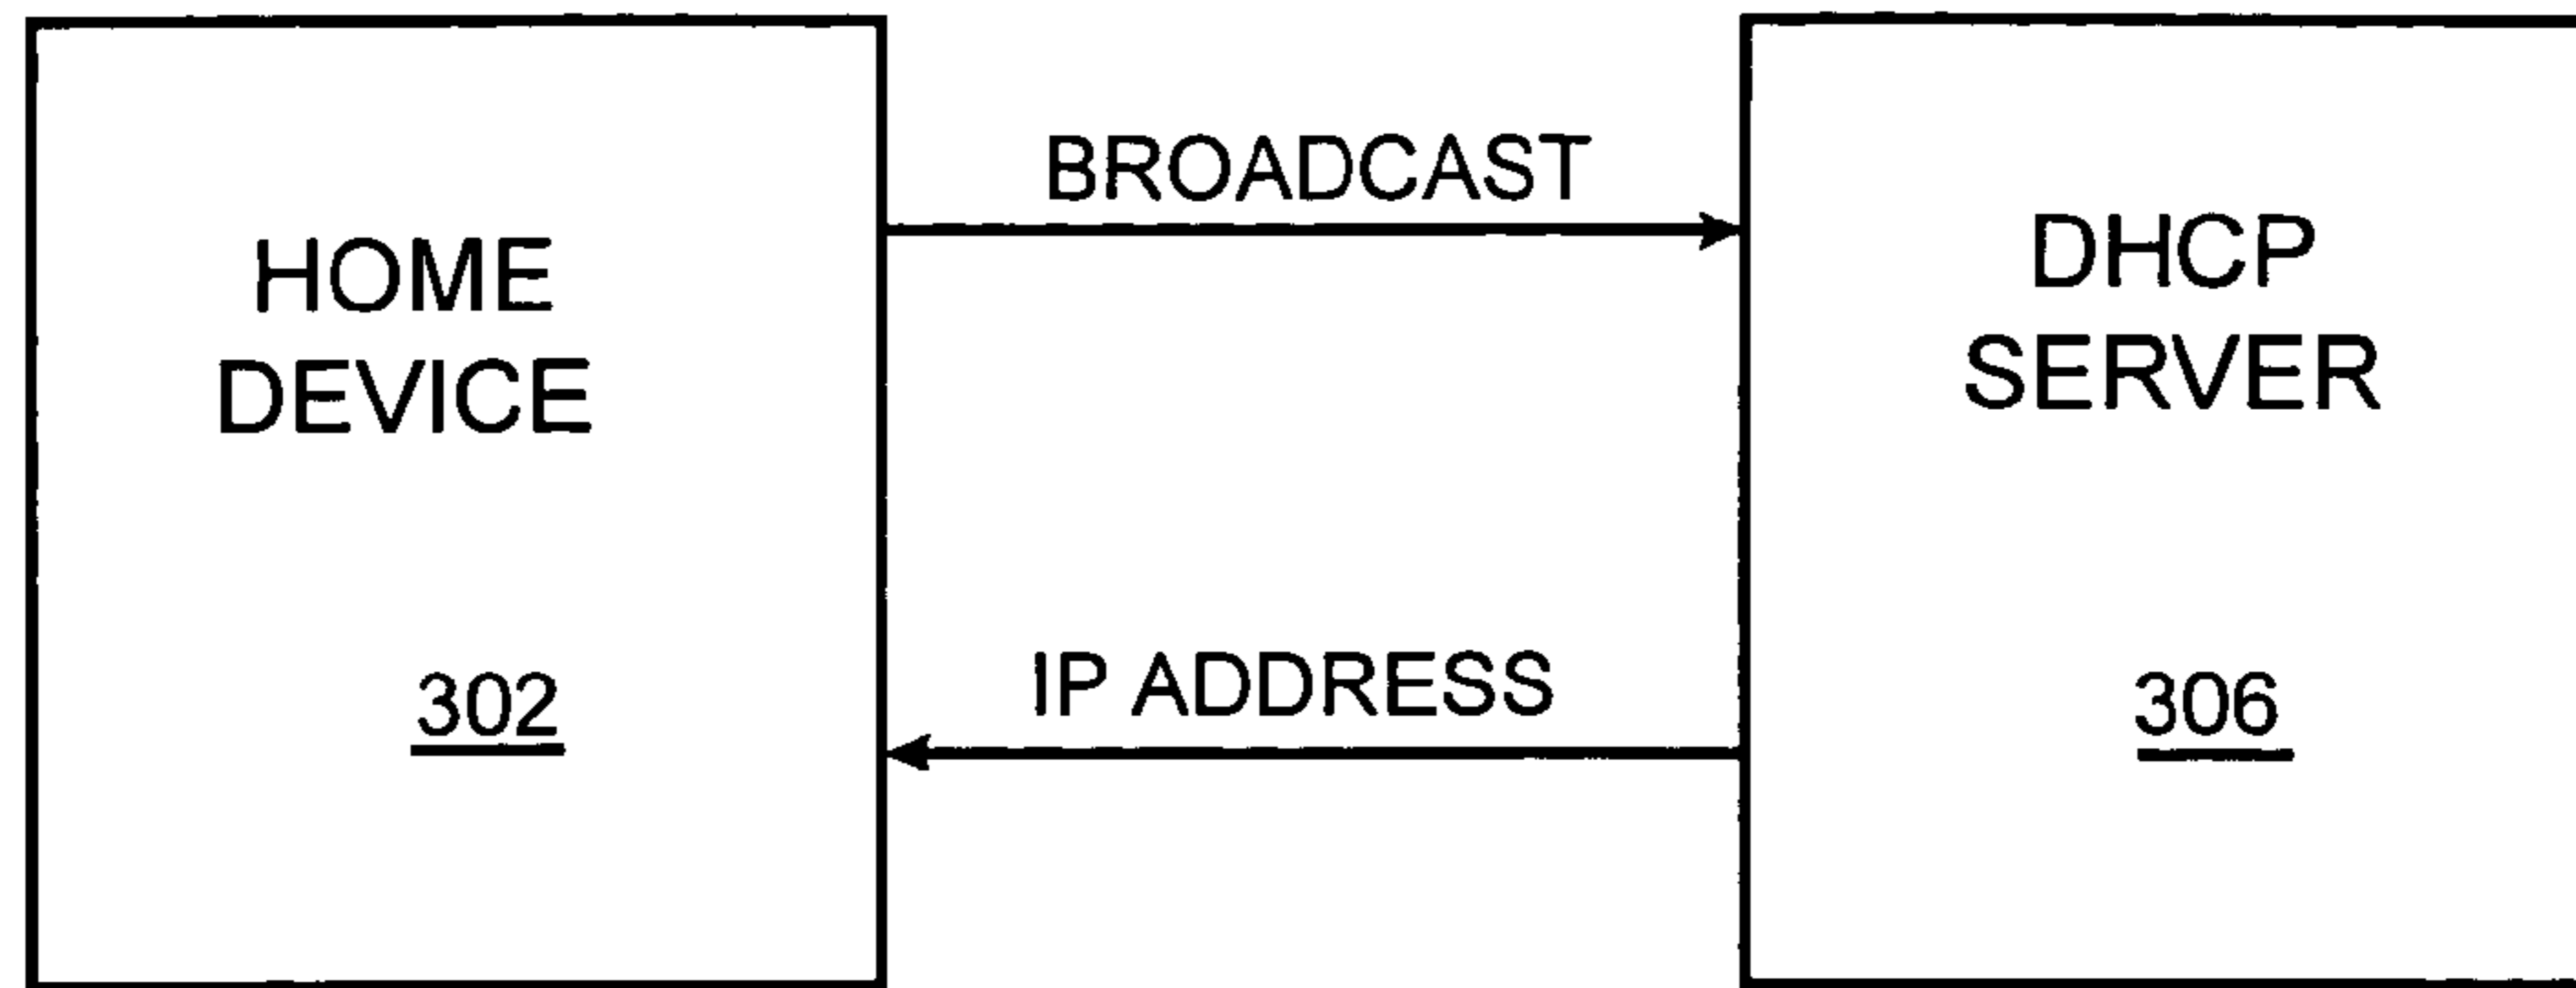 HOME
DEVICE
302
BROADCAST
IP ADDRESS
DHCP
SERVER
306